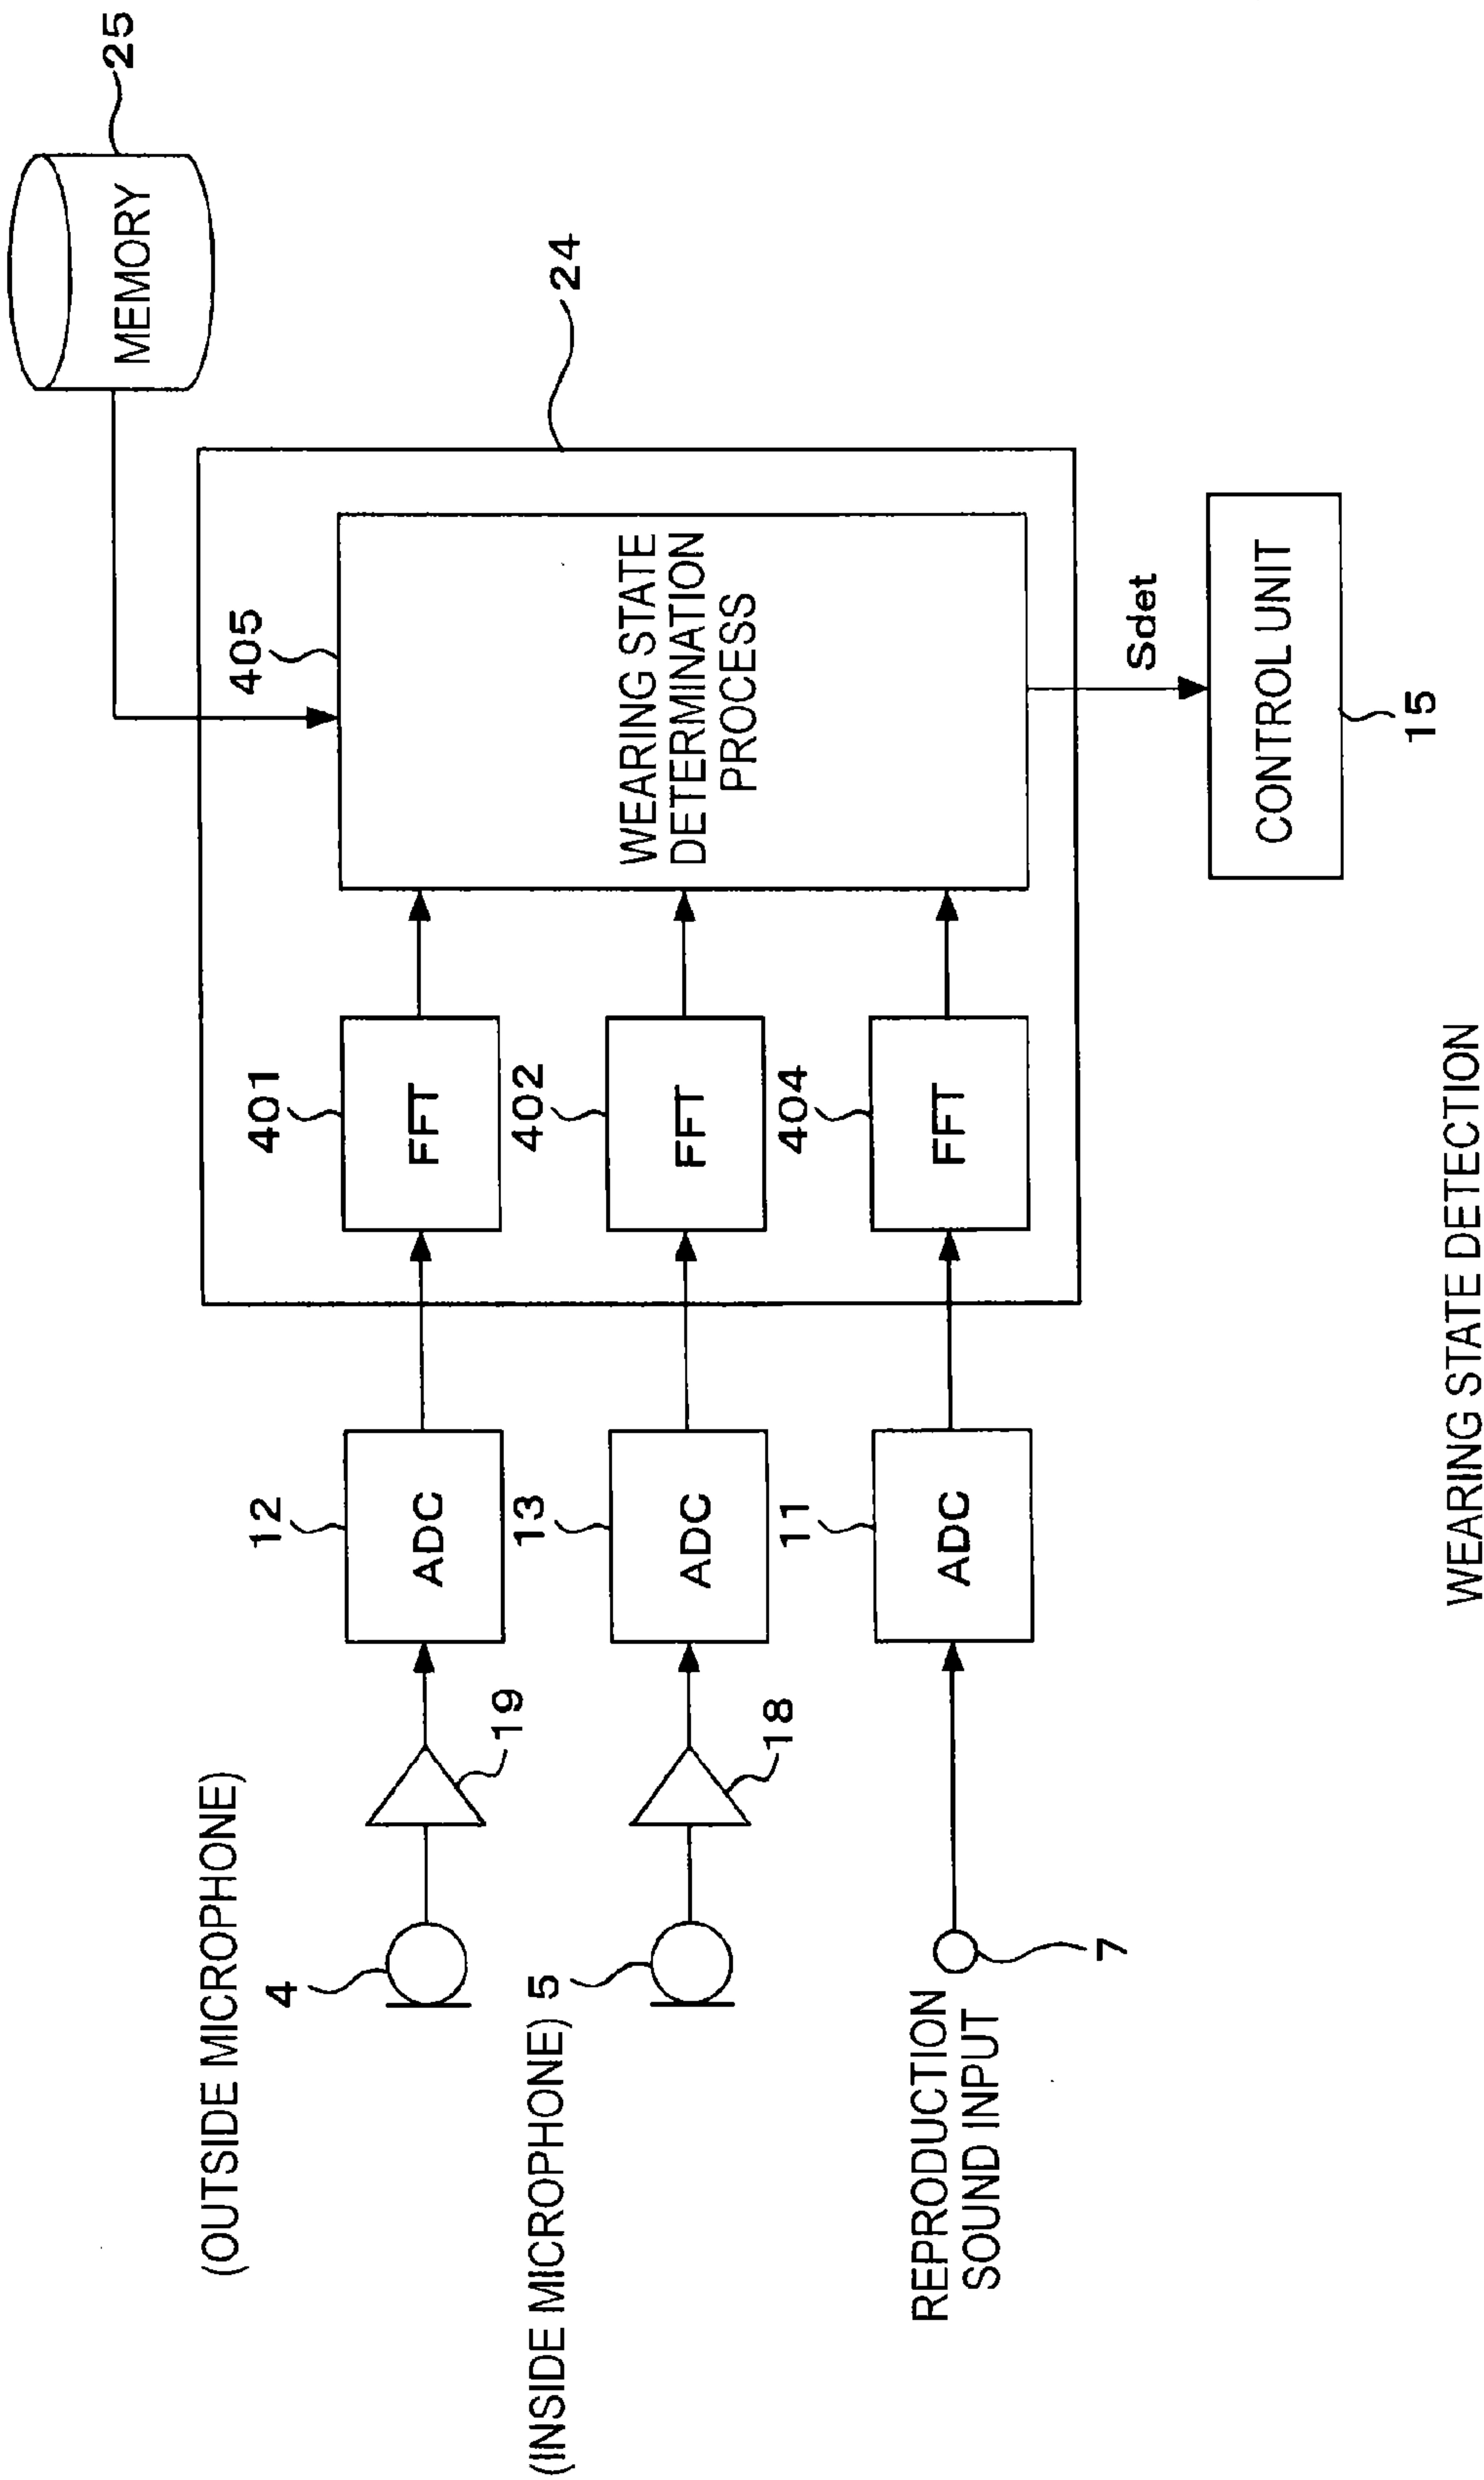 MEMORY
25
24
405
(OUTSIDE MICROPHONE)
4
19
12
ADC
401
FFT
WEARING STATE
DETERMINATION
PROCESS
(INSIDE MICROPHONE)
5
18
13
ADC
402
FFT
REPRODUCTION
SOUND INPUT
7
11
ADC
404
FFT
Sdet
CONTROL UNIT
15
WEARING STATE DETECTION